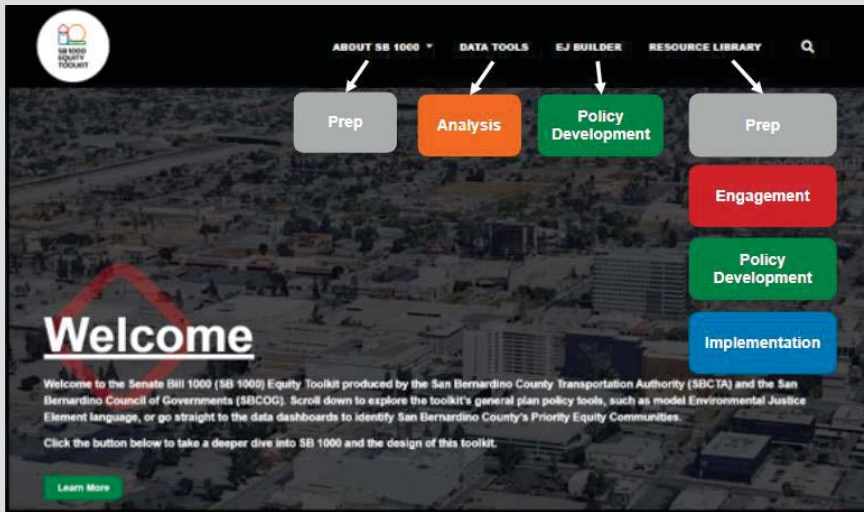 SB 1000
EQUITY
TOOLKIT
ABOUT SB 1000 DATA TOOLS EJ BUILDER RESOURCE LIBRARY
Prep
Analysis
Policy
Development
Prep
Engagement
Policy
Development
Implementation
Welcome
Welcome to the Senate Bill 1000 (SB 1000) Equity Toolkit produced by the San Bernardino County Transportation Authority (SBCTA) and the San
Bernardino Council of Governments (SBCOG). Scroll down to explore the toolkit's general plan policy tools, such as model Environmental Justice
Element language, or go straight to the data dashboards to identify San Bernardino County's Priority Equity Communities.
Click the button below to take a deeper dive into SB 1000 and the design of this toolkit.
Learn More